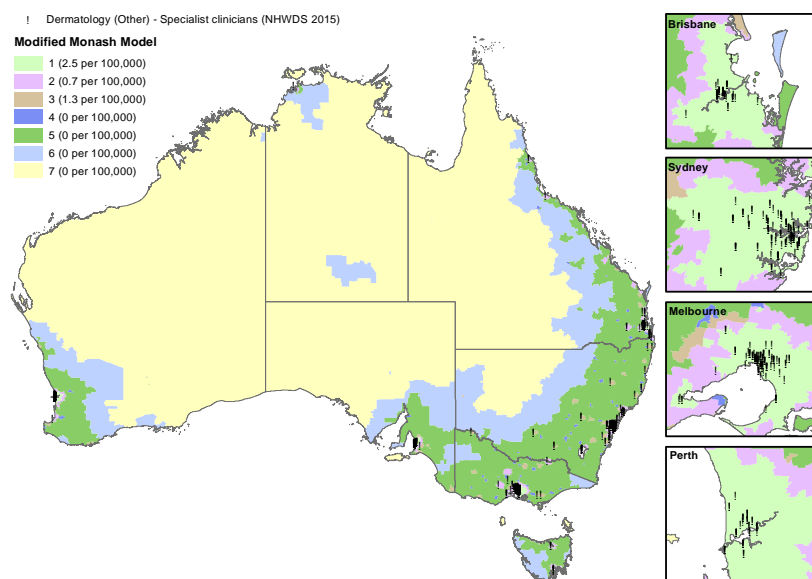 ! Dermatology (Other) - Specialist clinicians (NHWDS 2015)
Modified Monash Model
1 (2.5 per 100,000)
2 (0.7 per 100,000)
3 (1.3 per 100,000)
4 (0 per 100,000)
5 (0 per 100,000)
6 (0 per 100,000)
7 (0 per 100,000)
Brisbane
Sydney
Melbourne
Perth